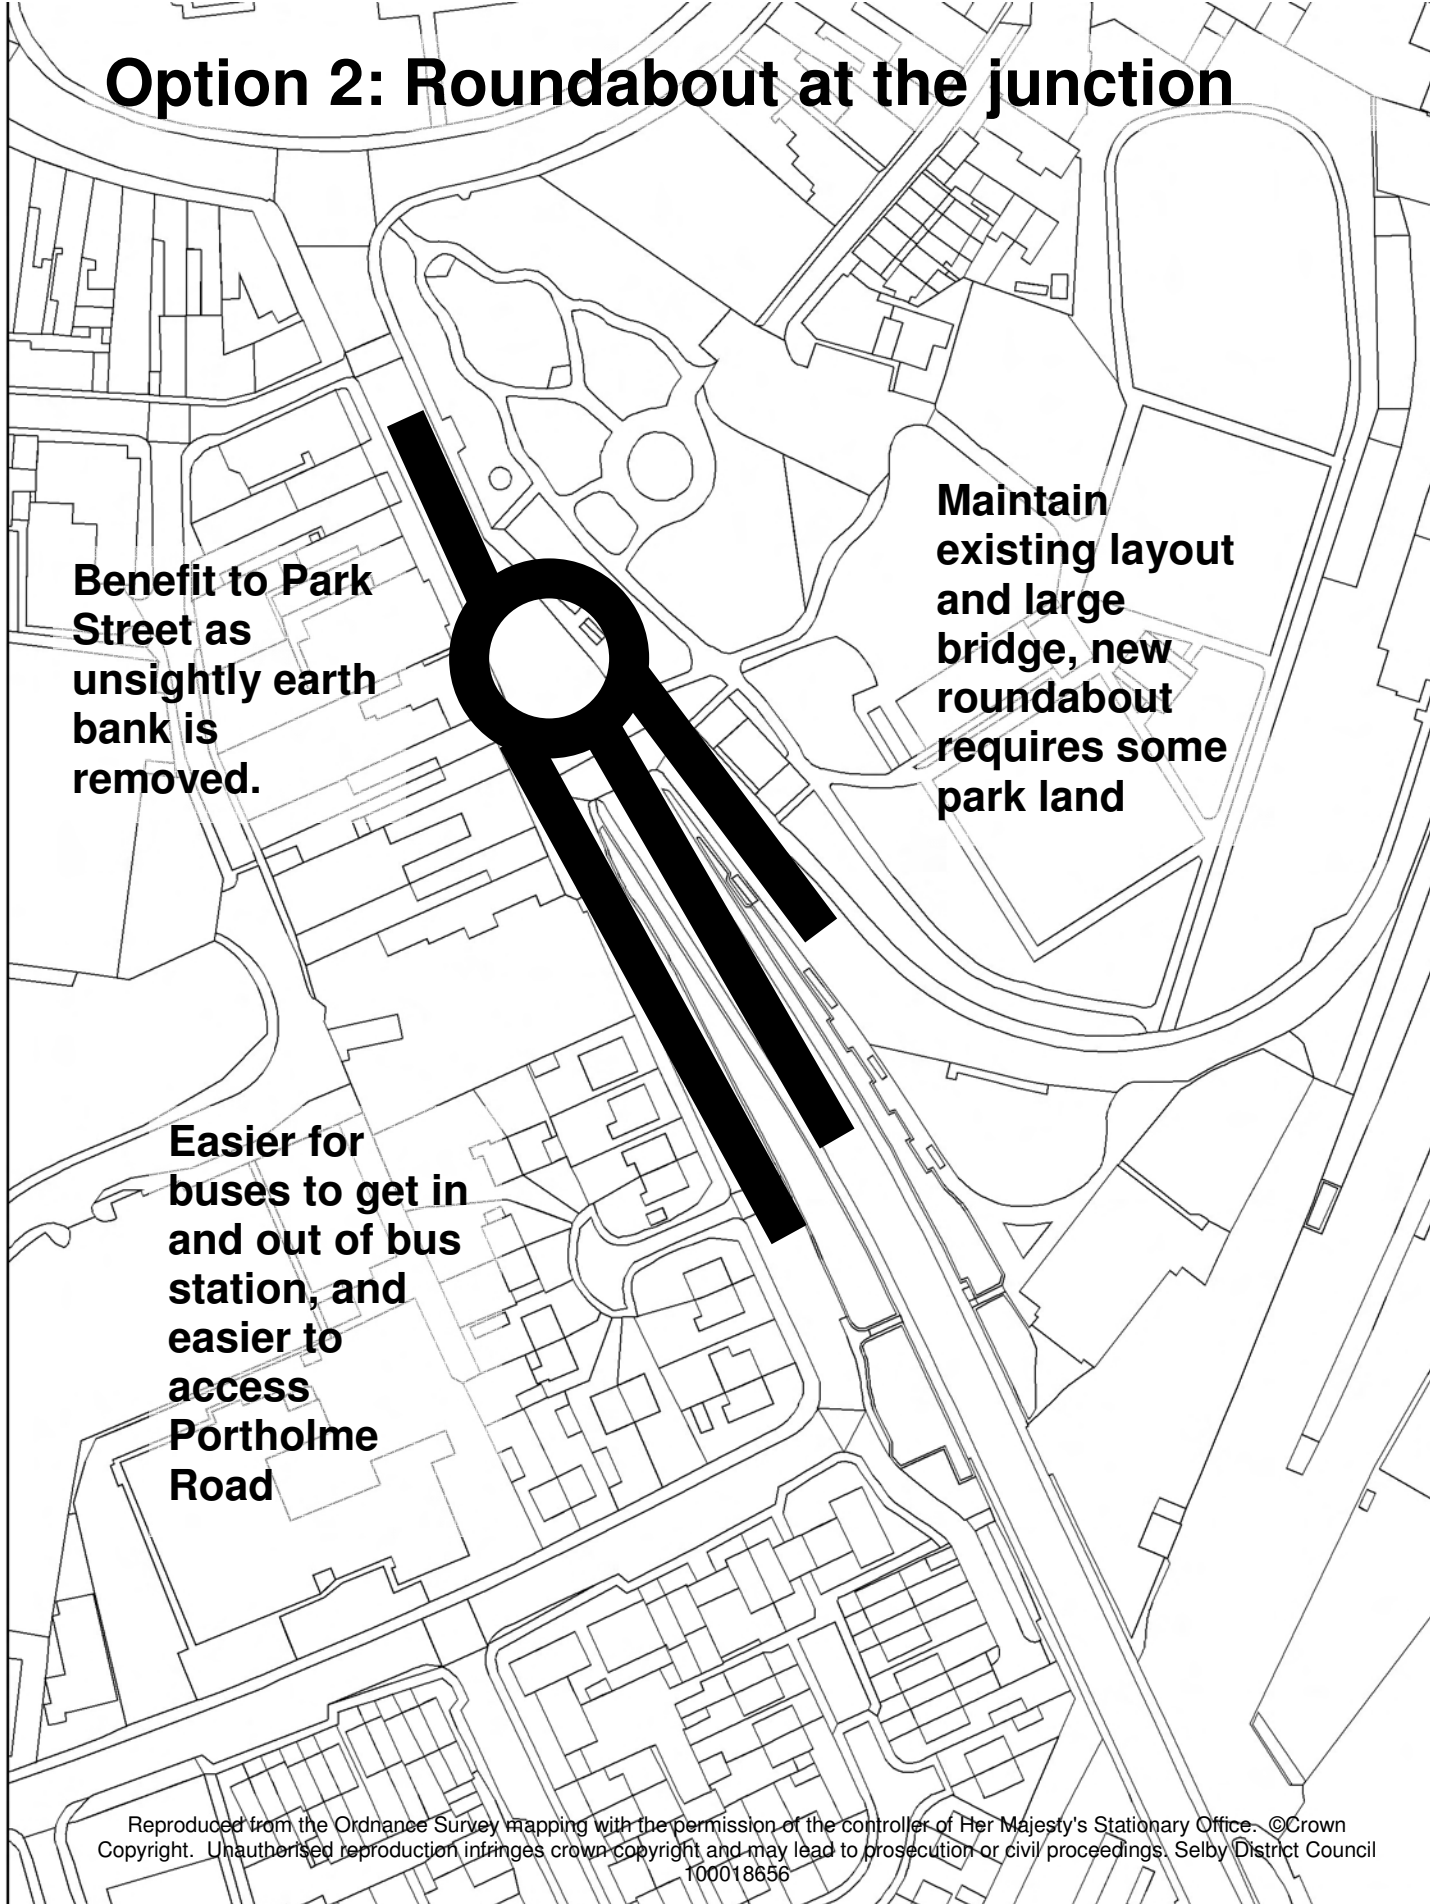 Option 2: Roundabout at the junction
Maintain
existing layout
and large
bridge, new
roundabout
requires some
park land
Benefit to Park
Street as
unsightly earth
bank is
removed.
Easier for
buses to get in
and out of bus
station, and
easier to
access
Portholme
Road
Reproduced from the Ordnance Survey mapping with the permission of the controller of Her Majesty's Stationary Office. ©Crown
Copyright. Unauthorised reproduction infringes crown copyright and may lead to prosecution or civil proceedings. Selby District Council
100018656